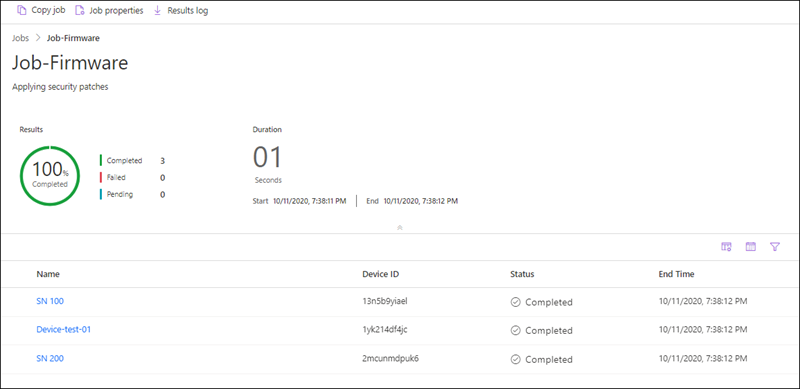 Copy job Job properties Results log
Jobs > Job-Firmware
Job-Firmware
Applying security patches
Results
Duration
100%
Completed
Completed 3
Failed 0
Pending 0
01
Seconds
Start 10/11/2020, 7:38:11 PM End 10/11/2020, 7:38:12 PM
Name Device ID Status End Time
SN 100 13n5b9yiael Completed 10/11/2020, 7:38:12 PM
Device-test-01 1yk214df4jc Completed 10/11/2020, 7:38:12 PM
SN 200 2mcunmdpuk6 Completed 10/11/2020, 7:38:12 PM